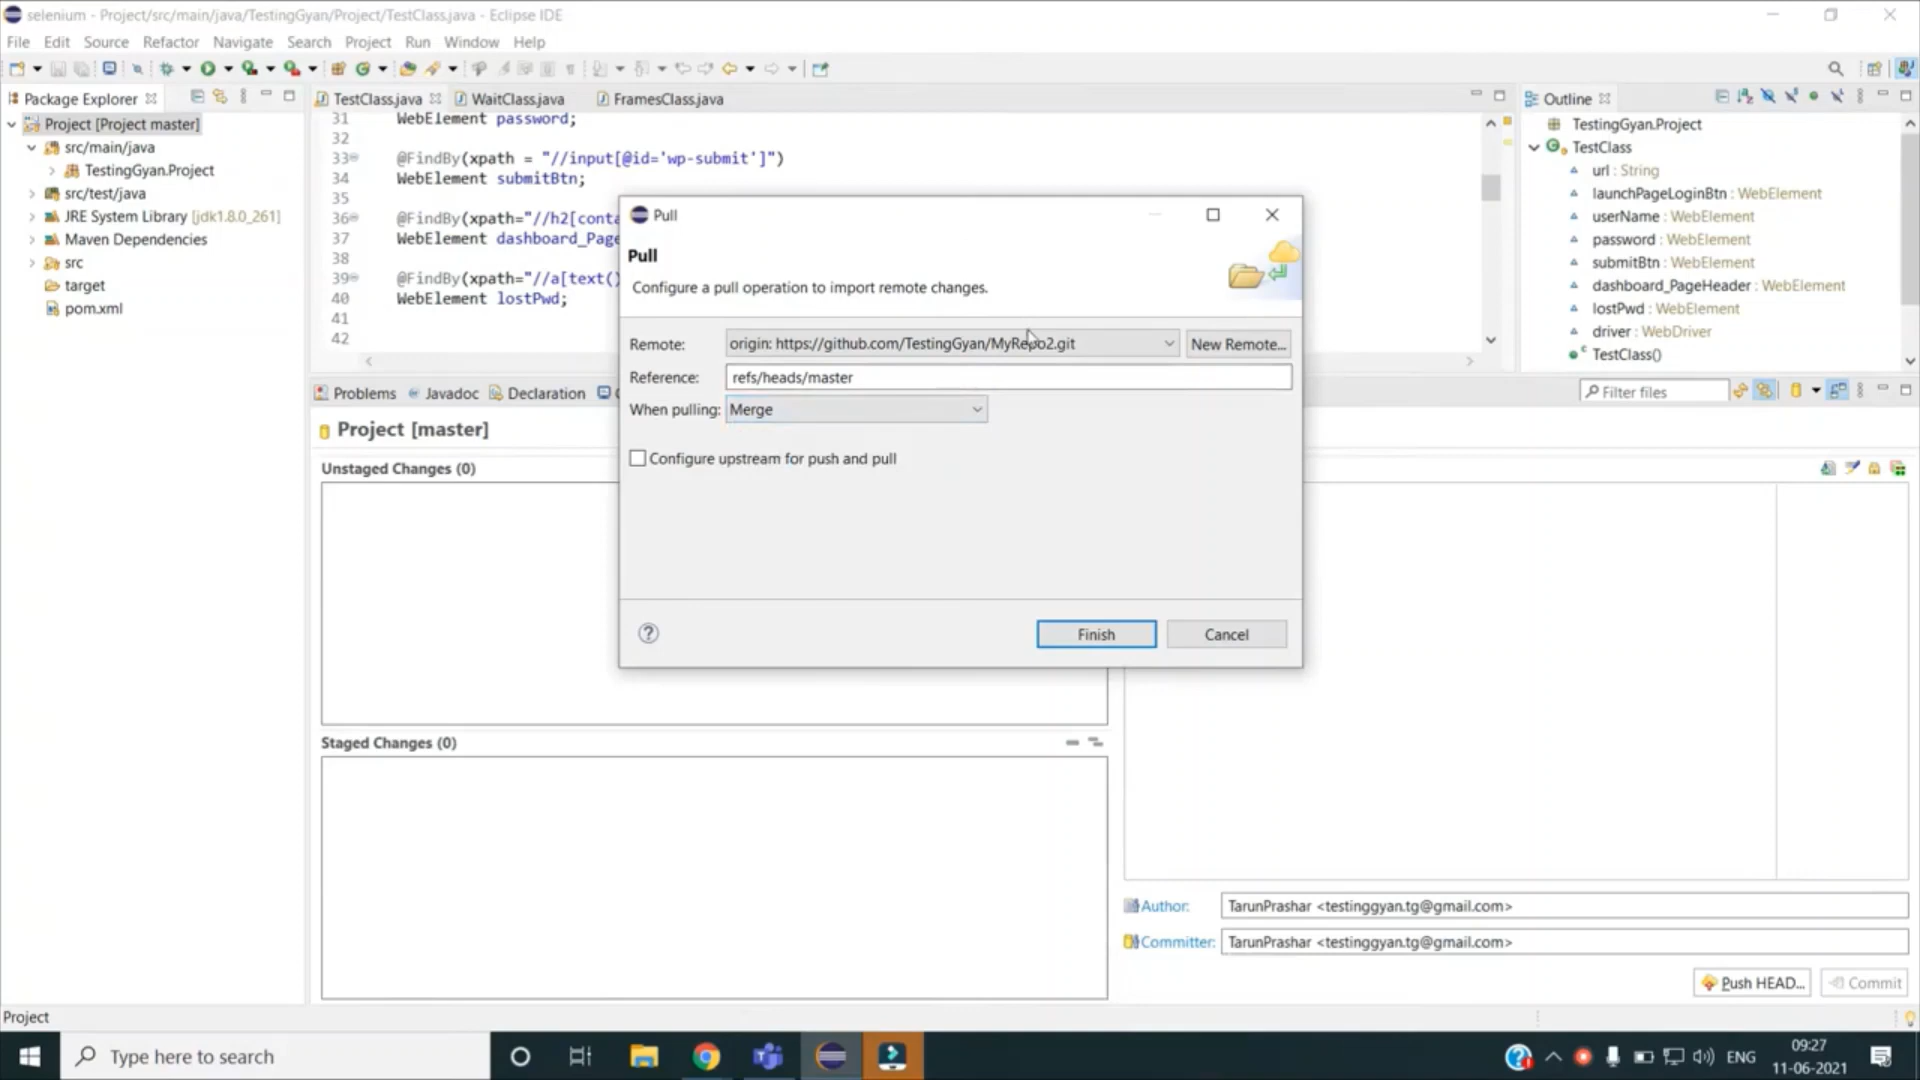 selenium - Project/src/main/java/TestingGyan/Project/TestClass.java - Eclipse IDE
File Edit Source Refactor Navigate Search Project Run Window Help
Package Explorer
Project [Project master]
src/main/java
TestingGyan.Project
src/test/java
JRE System Library [jdk1.8.0_261]
Maven Dependencies
src
target
pom.xml
TestClass.java WaitClass.java FramesClass.java
31 WebElement password;
32
33 @FindBy(xpath = "//input[@id='wp-submit']")
34 WebElement submitBtn;
35
36 @FindBy(xpath="//h2[conta
37 WebElement dashboard_Page
38
39 @FindBy(xpath="//a[text()
40 WebElement lostPwd;
41
42
Outline
TestingGyan.Project
TestClass
url : String
launchPageLoginBtn : WebElement
userName : WebElement
password : WebElement
submitBtn : WebElement
dashboard_PageHeader : WebElement
lostPwd : WebElement
driver : WebDriver
TestClass()
Pull
Pull
Configure a pull operation to import remote changes.
Remote: origin: https://github.com/TestingGyan/MyRepo2.git New Remote...
Reference: refs/heads/master
When pulling: Merge
Configure upstream for push and pull
Finish Cancel
Problems Javadoc Declaration
Filter files
Project [master]
Unstaged Changes (0)
Staged Changes (0)
Author: TarunPrashar <testinggyan.tg@gmail.com>
Committer: TarunPrashar <testinggyan.tg@gmail.com>
Push HEAD... Commit
Project
Type here to search
ENG
09:27
11-06-2021